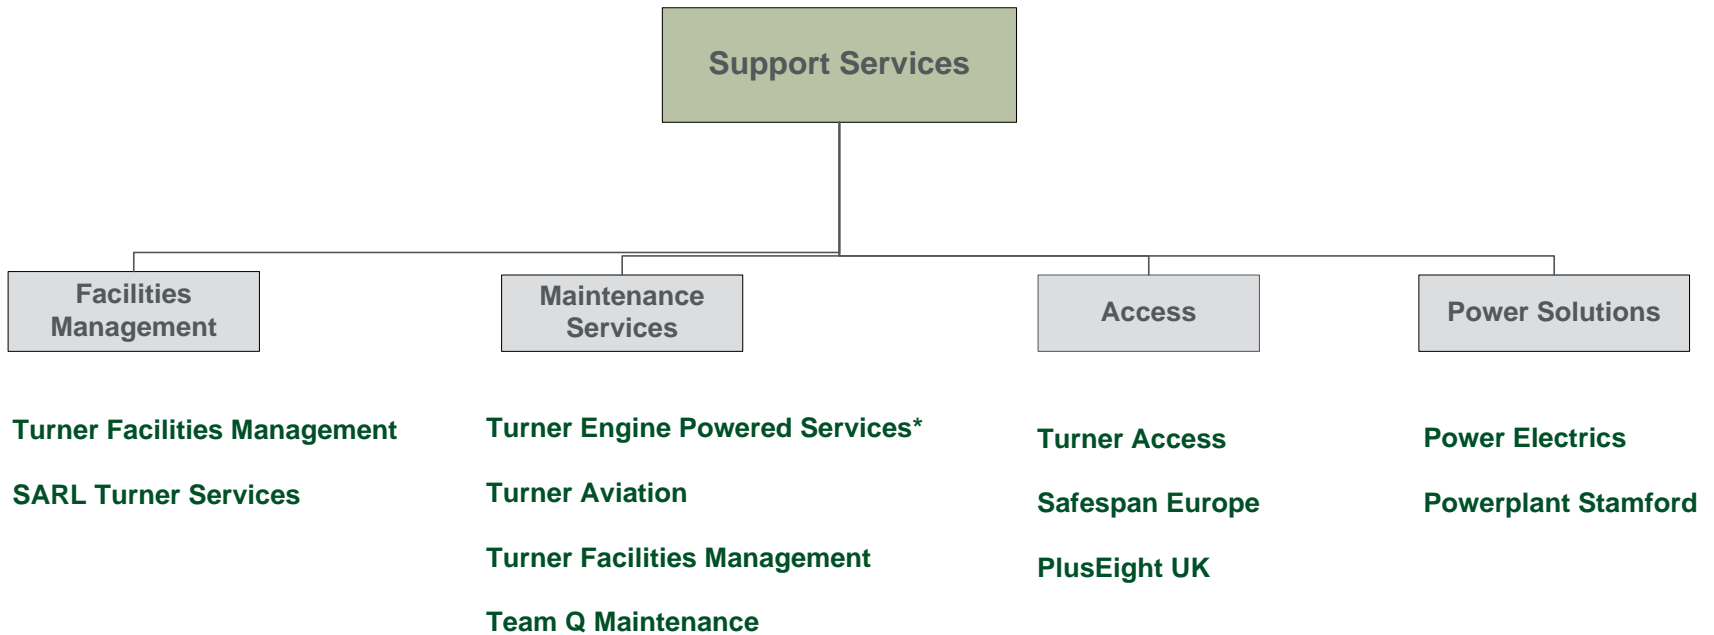 Support Services
Facilities
Management
Maintenance
Services
Access
Power Solutions
Turner Facilities Management
SARL Turner Services
Turner Engine Powered Services*
Turner Aviation
Turner Facilities Management
Team Q Maintenance
Turner Access
Safespan Europe
PlusEight UK
Power Electrics
Powerplant Stamford